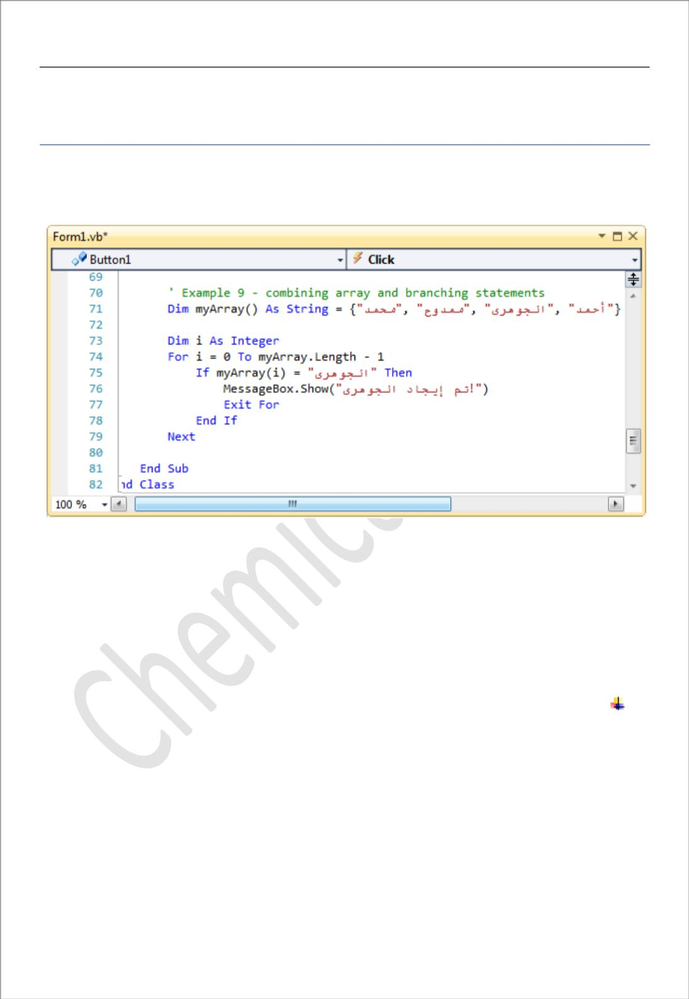 Form1.vb*
Button1
Click
69
70 ' Example 9 - combining array and branching statements
71 Dim myArray() As String = {"محمد", "ممدوح", "الجوهرى", "أحمد"}
72
73 Dim i As Integer
74 For i = 0 To myArray.Length - 1
75 If myArray(i) = "الجوهرى" Then
76 MessageBox.Show("تم إيجاد الجوهرى!")
77 Exit For
78 End If
79 Next
80
81 End Sub
82 nd Class
100 %